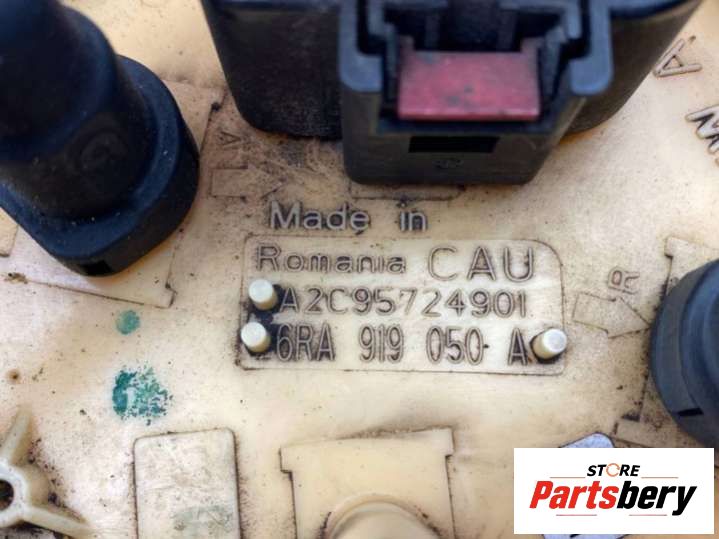 V
A
Made in
Romania CAU
A2C95724901
R
6RA 919 050 A
STORE
Partsbery